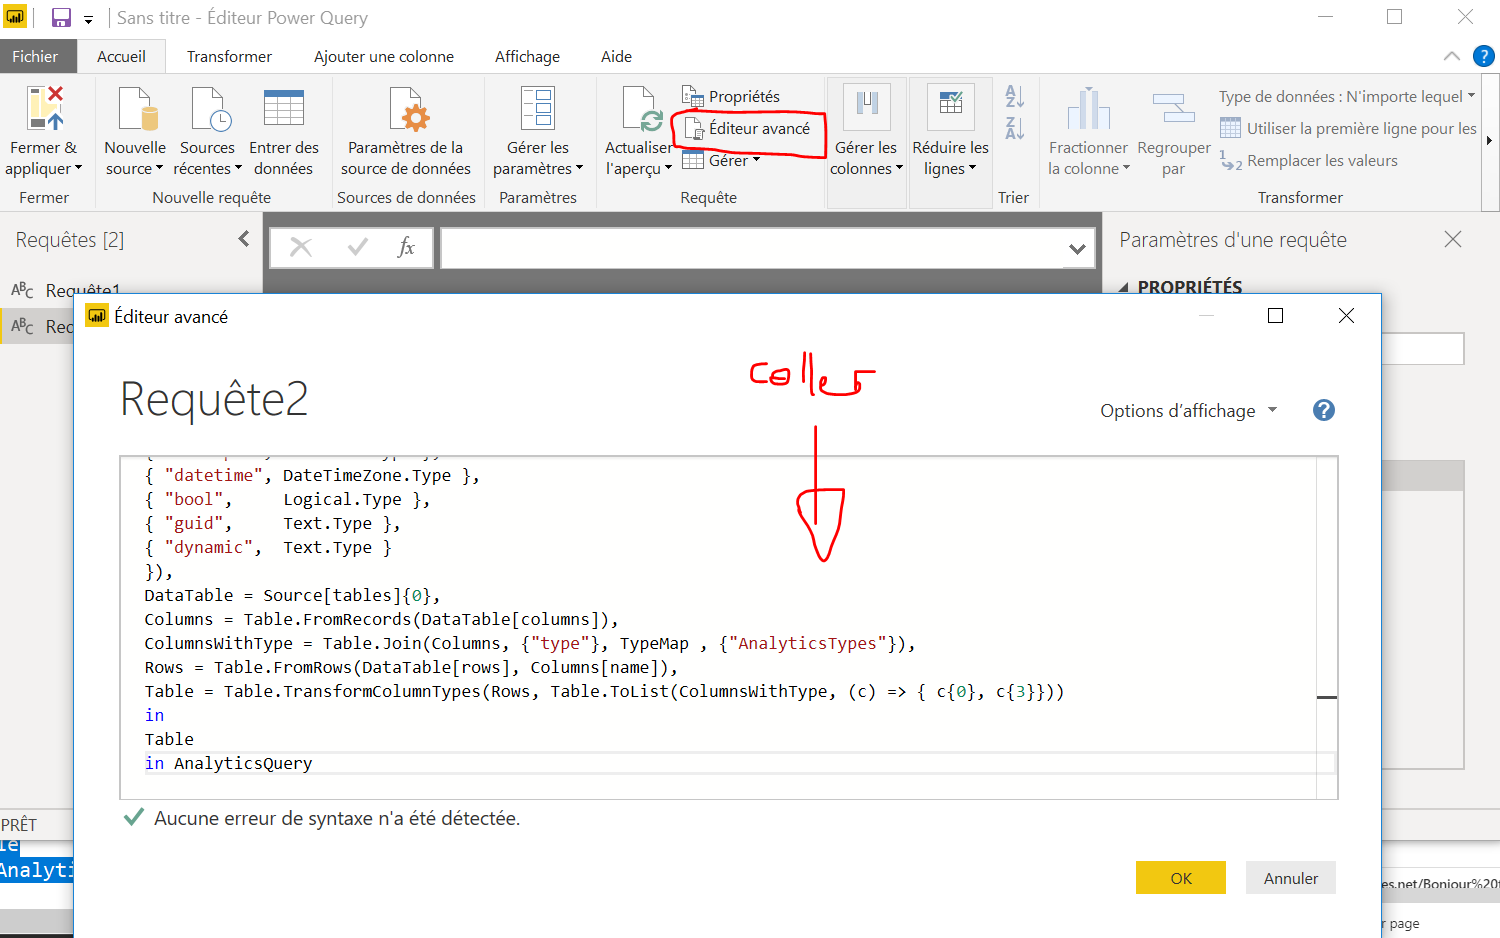 Sans titre - Éditeur Power Query
Fichier Accueil Transformer Ajouter une colonne Affichage Aide
Fermer & appliquer
Fermer
Nouvelle source
Sources récentes
Entrer des données
Nouvelle requête
Paramètres de la source de données
Sources de données
Gérer les paramètres
Paramètres
Actualiser l'aperçu
Propriétés
Éditeur avancé
Gérer
Requête
Gérer les colonnes
Réduire les lignes
Trier
Fractionner la colonne
Regrouper par
Type de données : N'importe lequel
Utiliser la première ligne pour les
Remplacer les valeurs
Transformer
Requêtes [2]
fx
Paramètres d'une requête
PROPRIÉTÉS
ABC Requête1
ABC Req
Éditeur avancé
coller
Requête2
Options d'affichage
{ "datetime", DateTimeZone.Type },
{ "bool", Logical.Type },
{ "guid", Text.Type },
{ "dynamic", Text.Type }
}),
DataTable = Source[tables]{0},
Columns = Table.FromRecords(DataTable[columns]),
ColumnsWithType = Table.Join(Columns, {"type"}, TypeMap , {"AnalyticsTypes"}),
Rows = Table.FromRows(DataTable[rows], Columns[name]),
Table = Table.TransformColumnTypes(Rows, Table.ToList(ColumnsWithType, (c) => { c{0}, c{3}}))
in
Table
in AnalyticsQuery
Aucune erreur de syntaxe n'a été détectée.
OK Annuler
PRÊT
le
Analyti
es.net/Bonjour%20
r page